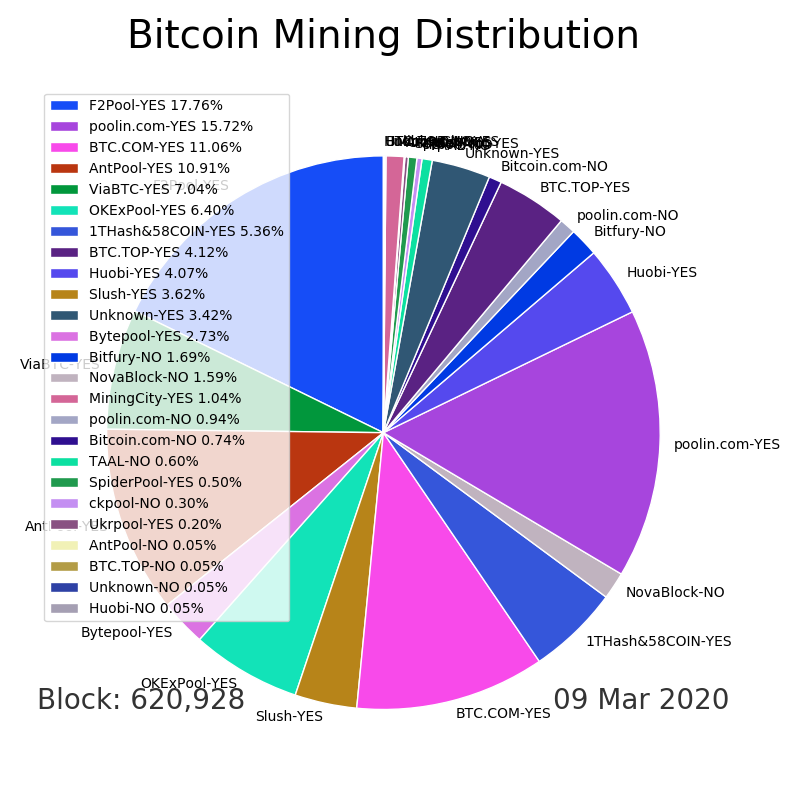 Bitcoin Mining Distribution
F2Pool-YES 17.76%
poolin.com-YES 15.72%
BTC.COM-YES 11.06%
AntPool-YES 10.91%
ViaBTC-YES 7.04%
OKExPool-YES 6.40%
1THash&58COIN-YES 5.36%
BTC.TOP-YES 4.12%
Huobi-YES 4.07%
Slush-YES 3.62%
Unknown-YES 3.42%
Bytepool-YES 2.73%
Bitfury-NO 1.69%
NovaBlock-NO 1.59%
MiningCity-YES 1.04%
poolin.com-NO 0.94%
Bitcoin.com-NO 0.74%
TAAL-NO 0.60%
SpiderPool-YES 0.50%
ckpool-NO 0.30%
Ukrpool-YES 0.20%
AntPool-NO 0.05%
BTC.TOP-NO 0.05%
Unknown-NO 0.05%
Huobi-NO 0.05%
Unknown-YES
Bitcoin.com-NO
BTC.TOP-YES
poolin.com-NO
Bitfury-NO
Huobi-YES
poolin.com-YES
NovaBlock-NO
1THash&58COIN-YES
BTC.COM-YES
Slush-YES
OKExPool-YES
Bytepool-YES
AntPool-YES
ViaBTC-YES
F2Pool-YES
Block: 620,928
09 Mar 2020